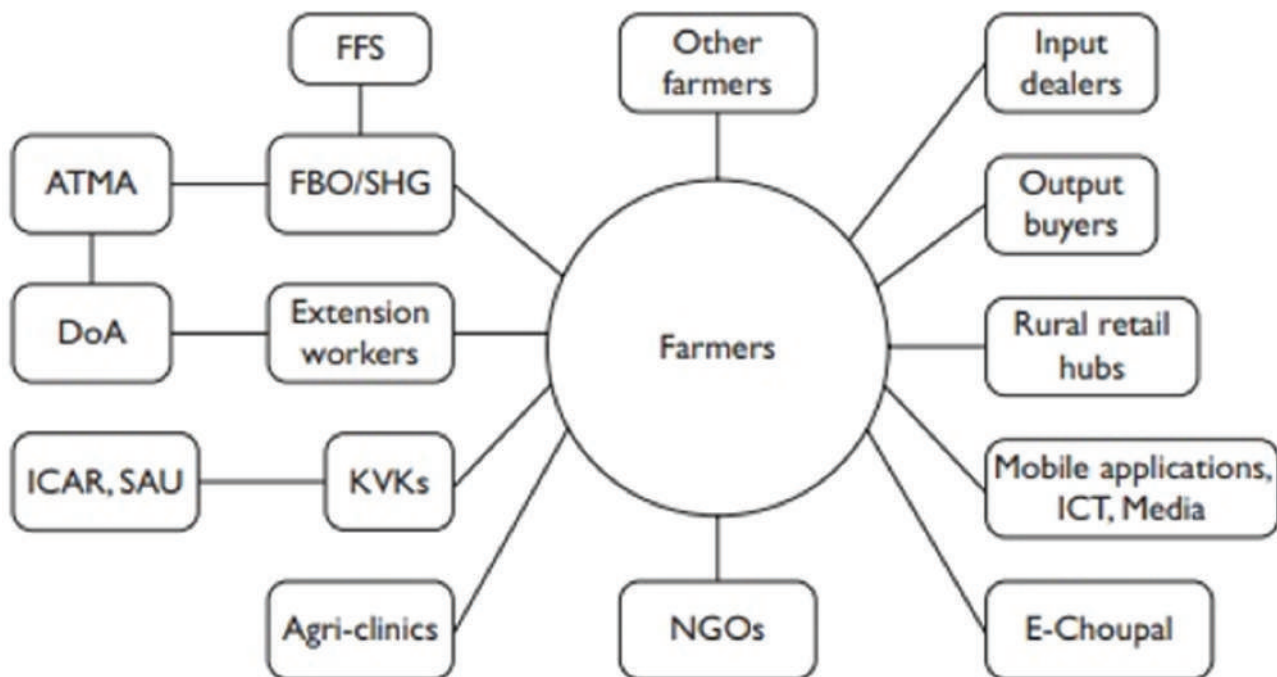 FFS
Other
farmers
Input
dealers
ATMA
FBO/SHG
Output
buyers
DoA
Extension
workers
Farmers
Rural retail
hubs
ICAR, SAU
KVKs
Mobile applications,
ICT, Media
Agri-clinics
NGOs
E-Choupal